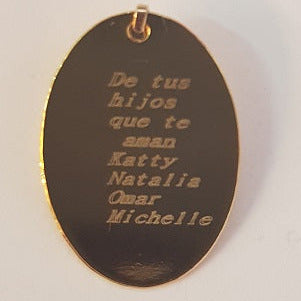 De tus
hijos
que te
aman
Katty
Natalia
Omar
Michelle